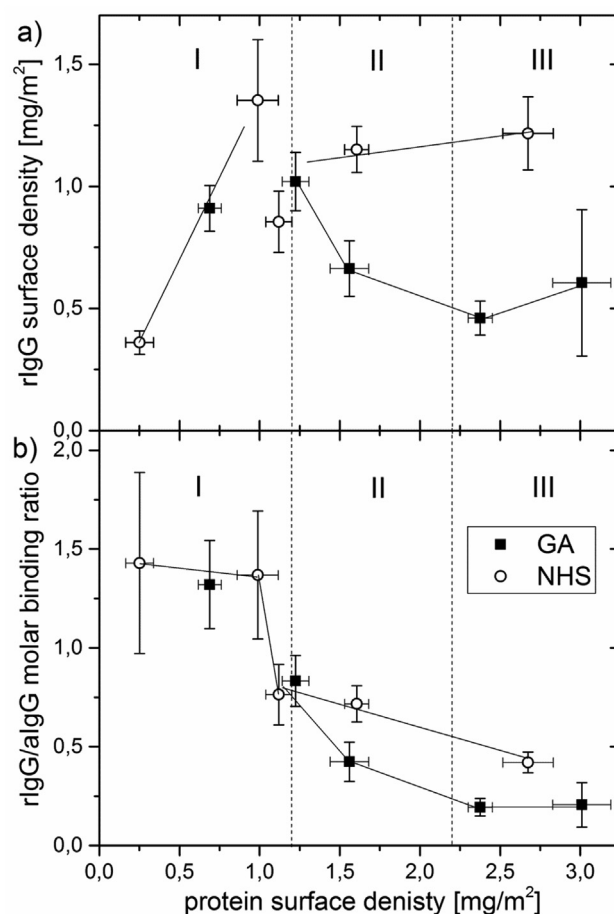 a)
I
II
III
rIgG surface density [mg/m²]
1,5
1,0
0,5
0,0
b)
I
II
III
rIgG/aIgG molar binding ratio
2,0
1,5
1,0
0,5
0,0
GA
NHS
0,0 0,5 1,0 1,5 2,0 2,5 3,0
protein surface denisty [mg/m²]